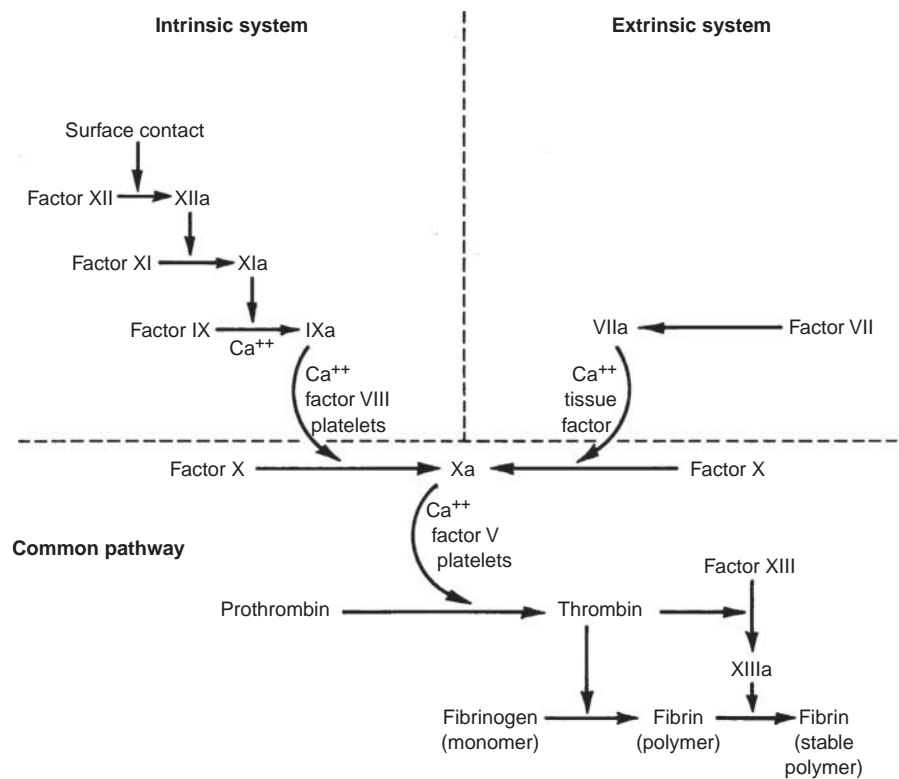 Intrinsic system
Extrinsic system
Surface contact
Factor XII
XIIa
Factor XI
XIa
Factor IX
Ca++
IXa
VIIa
Factor VII
Ca++
factor VIII
platelets
Ca++
tissue
factor
Factor X
Xa
Factor X
Ca++
factor V
platelets
Common pathway
Factor XIII
Prothrombin
Thrombin
XIIIa
Fibrinogen
(monomer)
Fibrin
(polymer)
Fibrin
(stable
polymer)